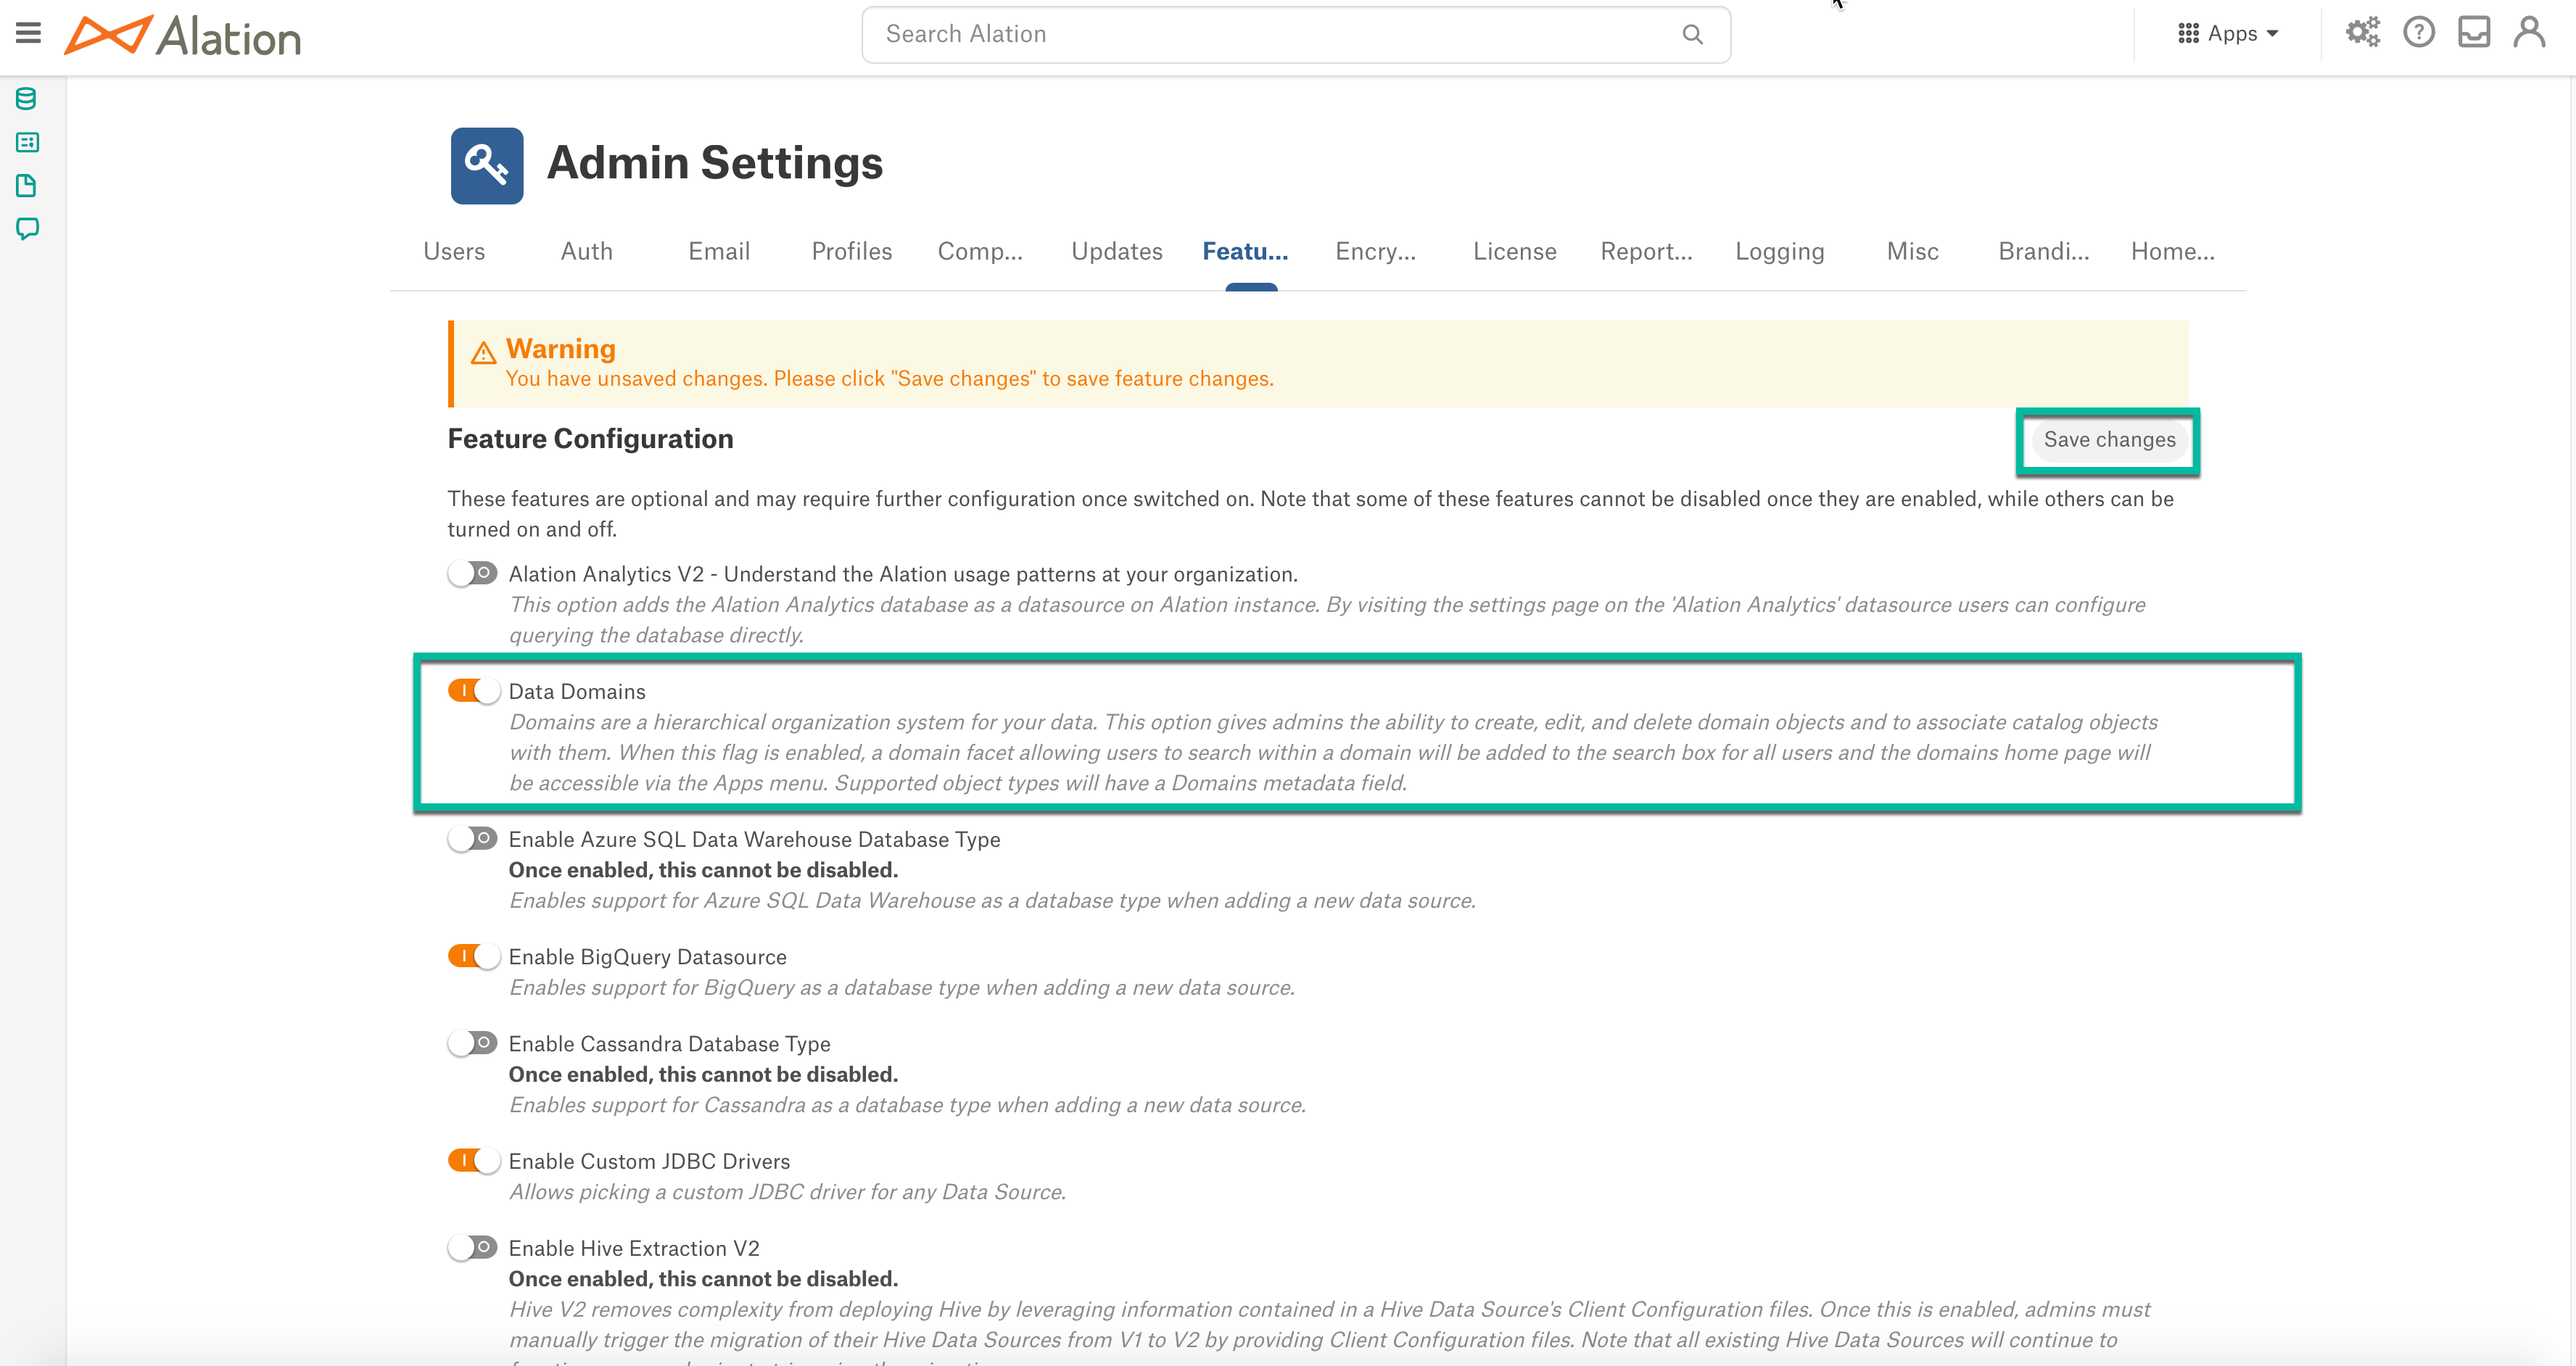 Alation
Search Alation
Apps
Admin Settings
Users Auth Email Profiles Comp... Updates Featu... Encry... License Report... Logging Misc Brandi... Home...
Warning
You have unsaved changes. Please click "Save changes" to save feature changes.
Feature Configuration
Save changes
These features are optional and may require further configuration once switched on. Note that some of these features cannot be disabled once they are enabled, while others can be
turned on and off.
Alation Analytics V2 - Understand the Alation usage patterns at your organization.
This option adds the Alation Analytics database as a datasource on Alation instance. By visiting the settings page on the 'Alation Analytics' datasource users can configure
querying the database directly.
Data Domains
Domains are a hierarchical organization system for your data. This option gives admins the ability to create, edit, and delete domain objects and to associate catalog objects
with them. When this flag is enabled, a domain facet allowing users to search within a domain will be added to the search box for all users and the domains home page will
be accessible via the Apps menu. Supported object types will have a Domains metadata field.
Enable Azure SQL Data Warehouse Database Type
Once enabled, this cannot be disabled.
Enables support for Azure SQL Data Warehouse as a database type when adding a new data source.
Enable BigQuery Datasource
Enables support for BigQuery as a database type when adding a new data source.
Enable Cassandra Database Type
Once enabled, this cannot be disabled.
Enables support for Cassandra as a database type when adding a new data source.
Enable Custom JDBC Drivers
Allows picking a custom JDBC driver for any Data Source.
Enable Hive Extraction V2
Once enabled, this cannot be disabled.
Hive V2 removes complexity from deploying Hive by leveraging information contained in a Hive Data Source's Client Configuration files. Once this is enabled, admins must
manually trigger the migration of their Hive Data Sources from V1 to V2 by providing Client Configuration files. Note that all existing Hive Data Sources will continue to